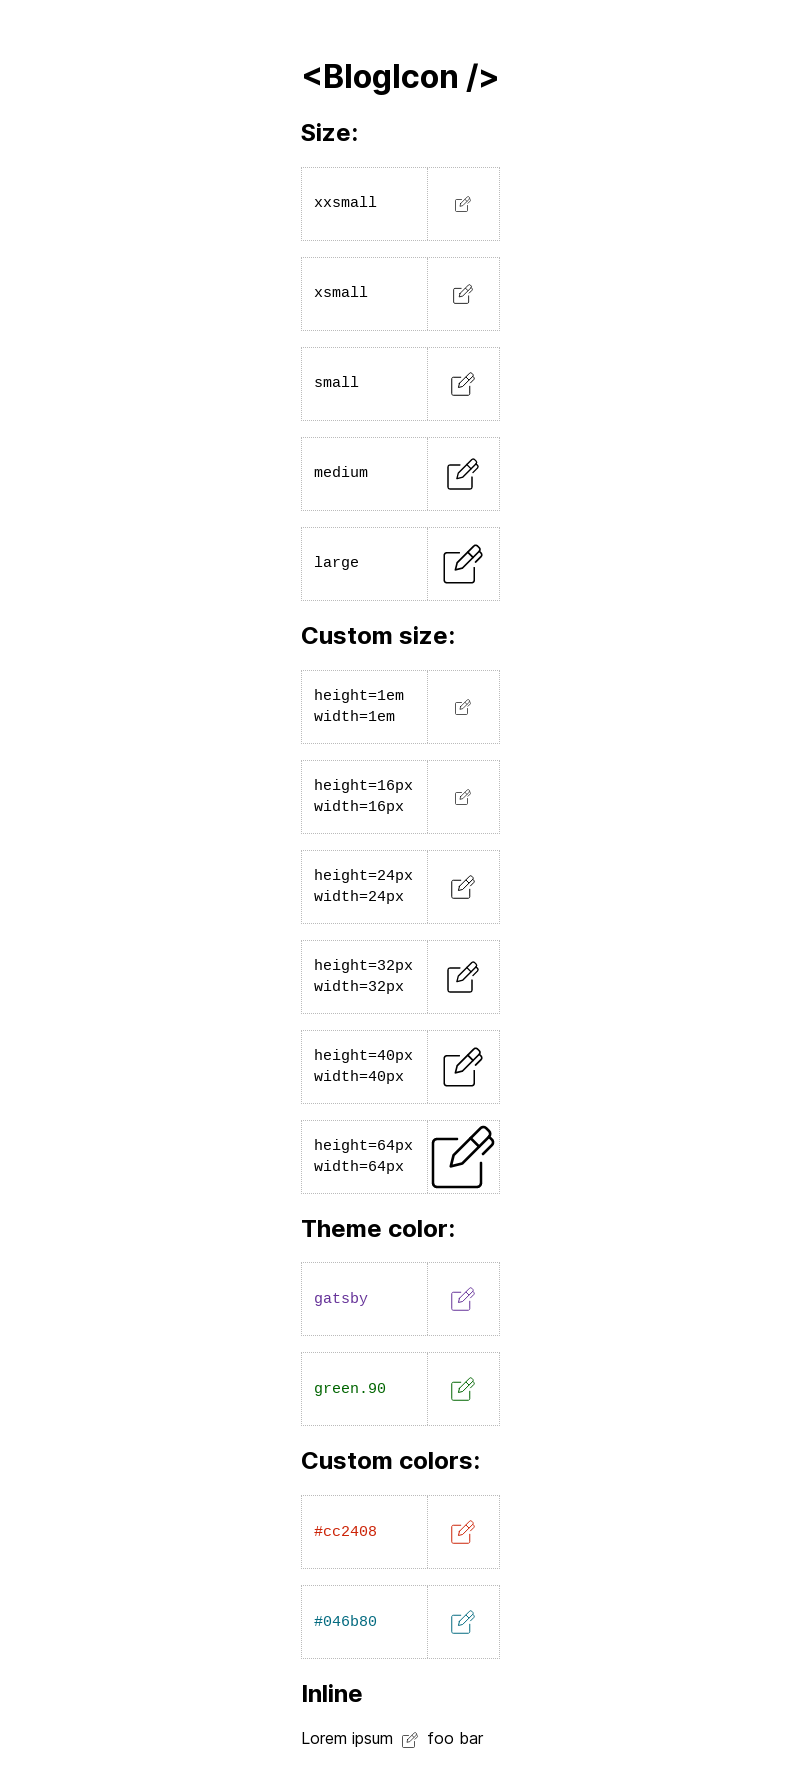 <BlogIcon />
Size:
xxsmall
xsmall
small
medium
large
Custom size:
height=1em
width=1em
height=16px
width=16px
height=24px
width=24px
height=32px
width=32px
height=40px
width=40px
height=64px
width=64px
Theme color:
gatsby
green.90
Custom colors:
#cc2408
#046b80
Inline
Lorem ipsum foo bar